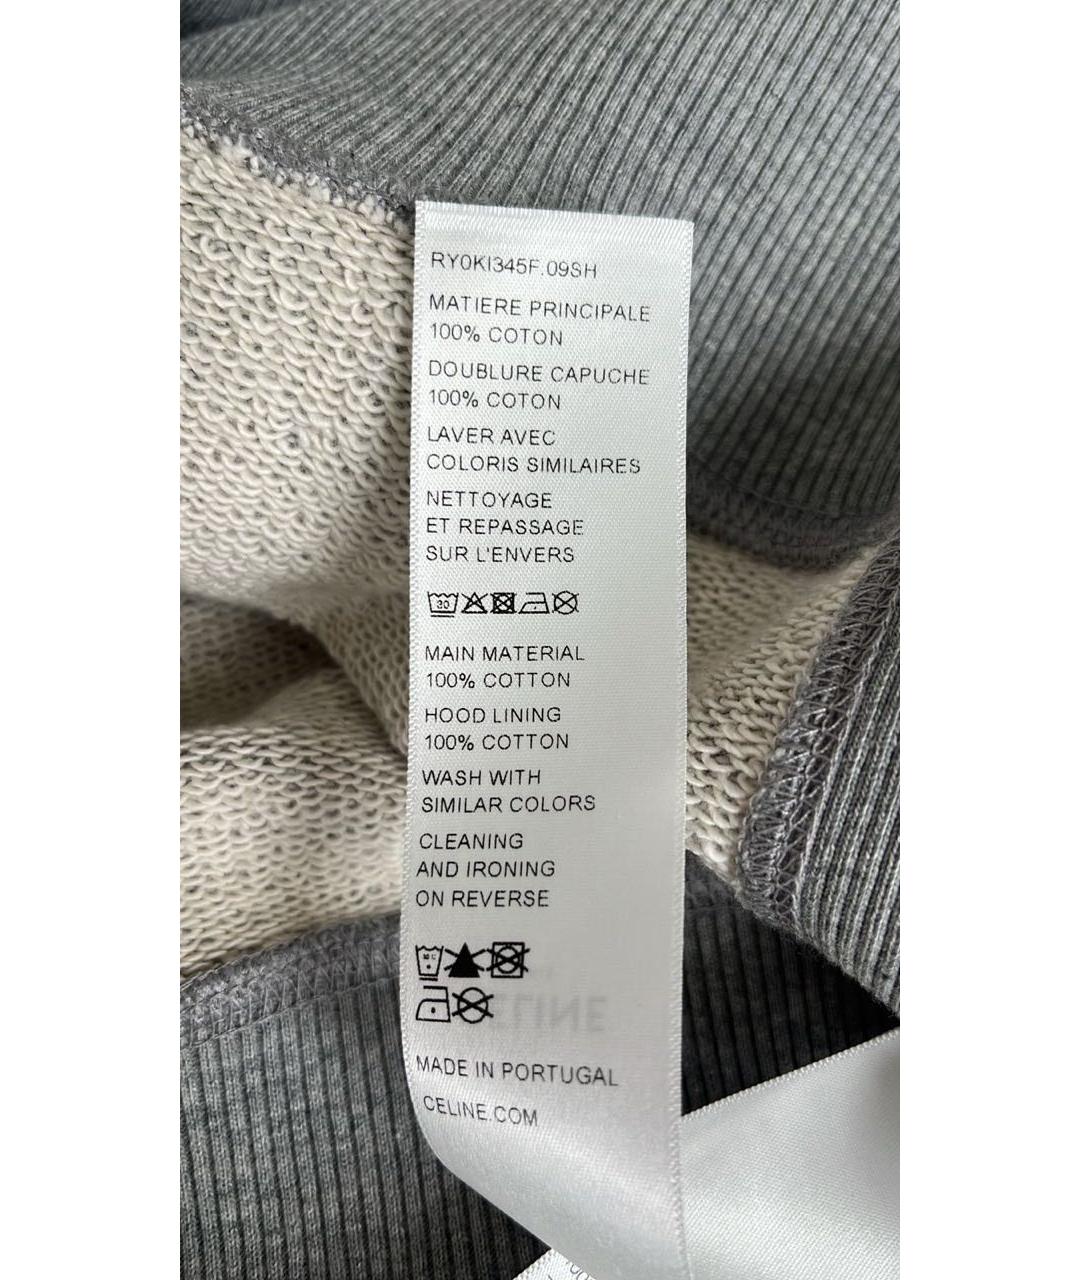 RY0KI345F.09SH
MATIERE PRINCIPALE
100% COTON
DOUBLURE CAPUCHE
100% COTON
LAVER AVEC
COLORIS SIMILAIRES
NETTOYAGE
ET REPASSAGE
SUR L'ENVERS
30
MAIN MATERIAL
100% COTTON
HOOD LINING
100% COTTON
WASH WITH
SIMILAR COLORS
CLEANING
AND IRONING
ON REVERSE
MADE IN PORTUGAL
CELINE.COM